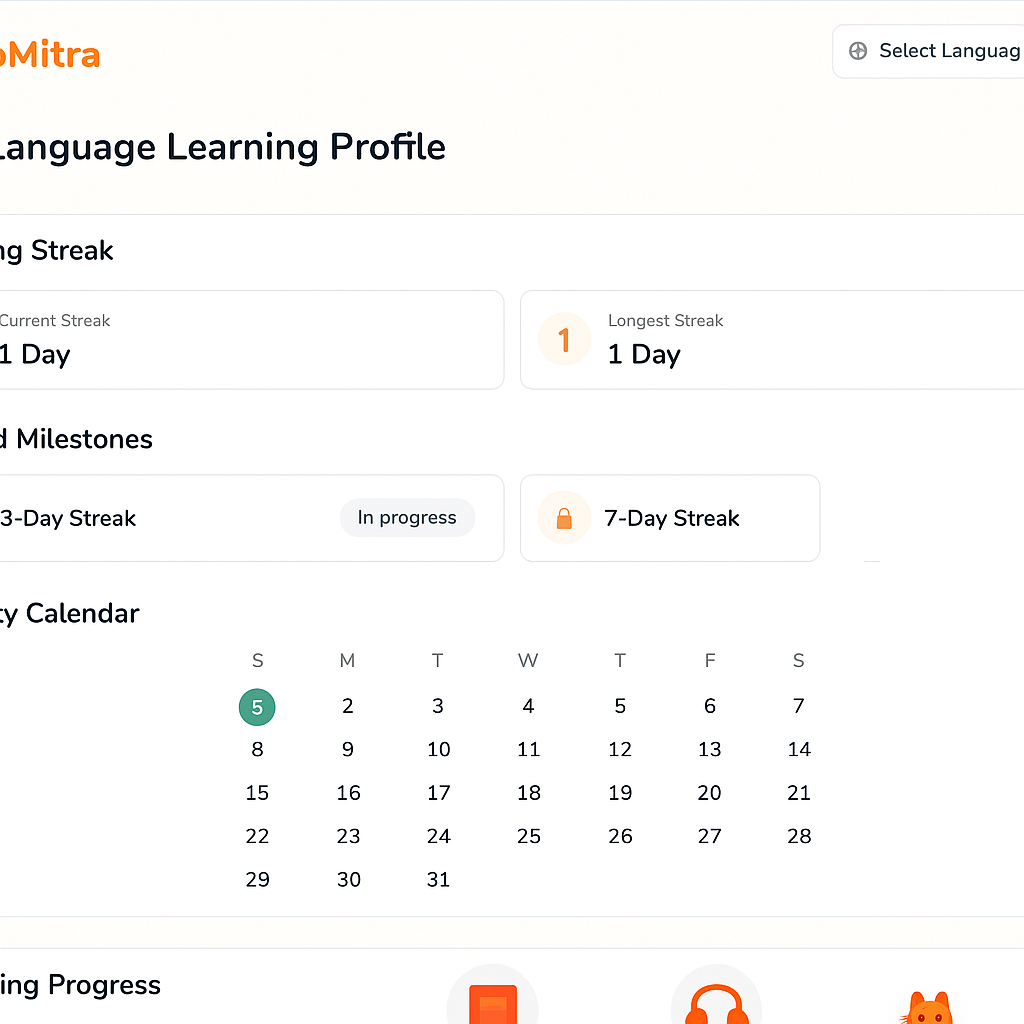 oMitra
Select Languag
Language Learning Profile
ng Streak
Current Streak
1 Day
1
Longest Streak
1 Day
d Milestones
3-Day Streak
In progress
7-Day Streak
ty Calendar
S M T W T F S
5 2 3 4 5 6 7
8 9 10 11 12 13 14
15 16 17 18 19 20 21
22 23 24 25 26 27 28
29 30 31
ing Progress